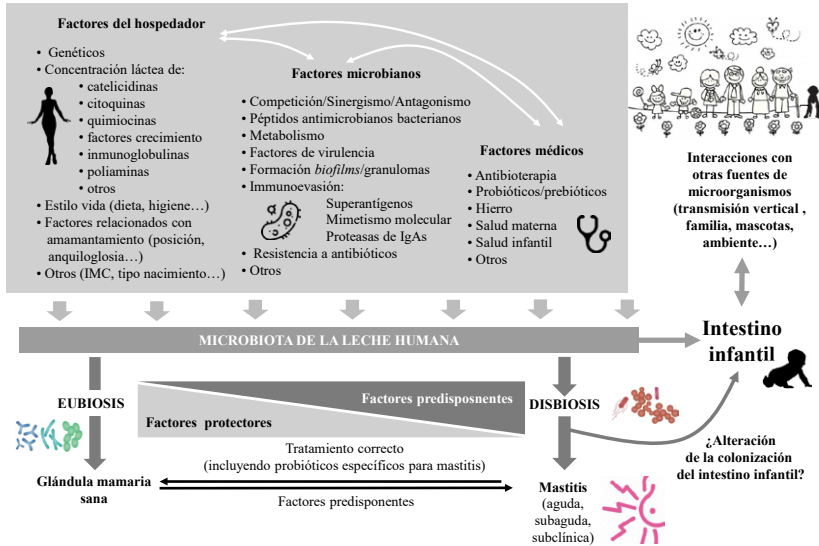 Factores del hospedador
• Genéticos
• Concentración láctea de:
• catelicidinas
• citoquinas
• quimiocinas
• factores crecimiento
• inmunoglobulinas
• poliaminas
• otros
• Estilo vida (dieta, higiene…)
• Factores relacionados con
amamantamiento (posición,
anquiloglosia…)
• Otros (IMC, tipo nacimiento…)
Factores microbianos
• Competición/Sinergismo/Antagonismo
• Péptidos antimicrobianos bacterianos
• Metabolismo
• Factores de virulencia
• Formación biofilms/granulomas
• Immunoevasión:
Superantígenos
Mimetismo molecular
Proteasas de IgAs
• Resistencia a antibióticos
• Otros
Factores médicos
• Antibioterapia
• Probióticos/prebióticos
• Hierro
• Salud materna
• Salud infantil
• Otros
Interacciones con
otras fuentes de
microorganismos
(transmisión vertical ,
familia, mascotas,
ambiente…)
MICROBIOTA DE LA LECHE HUMANA
Intestino
infantil
EUBIOSIS
Factores predisposnentes
Factores protectores
DISBIOSIS
Tratamiento correcto
(incluyendo probióticos específicos para mastitis)
Factores predisponentes
Glándula mamaria
sana
Mastitis
(aguda,
subaguda,
subclínica)
¿Alteración
de la colonización
del intestino infantil?